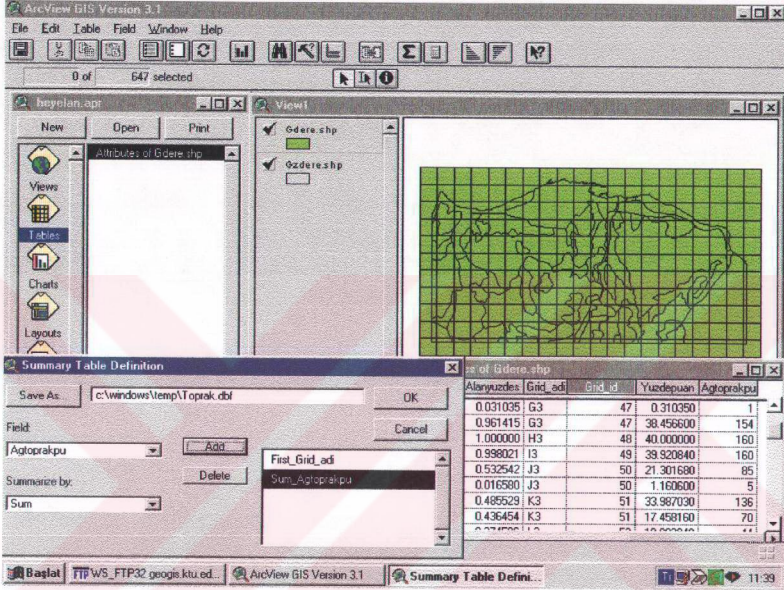 ArcView GIS Version 3.1
File Edit Table Field Window Help
0 of 647 selected
heyelan.apr
New Open Print
Attributes of Gdere.shp
Views
Tables
Charts
Layouts
View1
Gdere.shp
Gzdere.shp
Summary Table Definition
Save As c:\windows\temp\Toprak.dbf OK
Cancel
Field:
Agtoprakpu Add
Summarize by: Delete
Sum
First_Grid_adi
Sum_Agtoprakpu
of Gdere.shp
Alanyuzdes Grid_adi Grid_id Yuzdepuan Agtoprakpu
0.031035 G3 47 0.310350 1
0.961415 G3 47 38.456600 154
1.000000 H3 48 40.000000 160
0.998021 I3 49 39.920840 160
0.532542 J3 50 21.301680 85
0.016580 J3 50 1.160600 5
0.485529 K3 51 33.987030 136
0.436454 K3 51 17.458160 70
Başlat WS_FTP32 geogis.ktu.ed... ArcView GIS Version 3.1 Summary Table Defini... 11:39